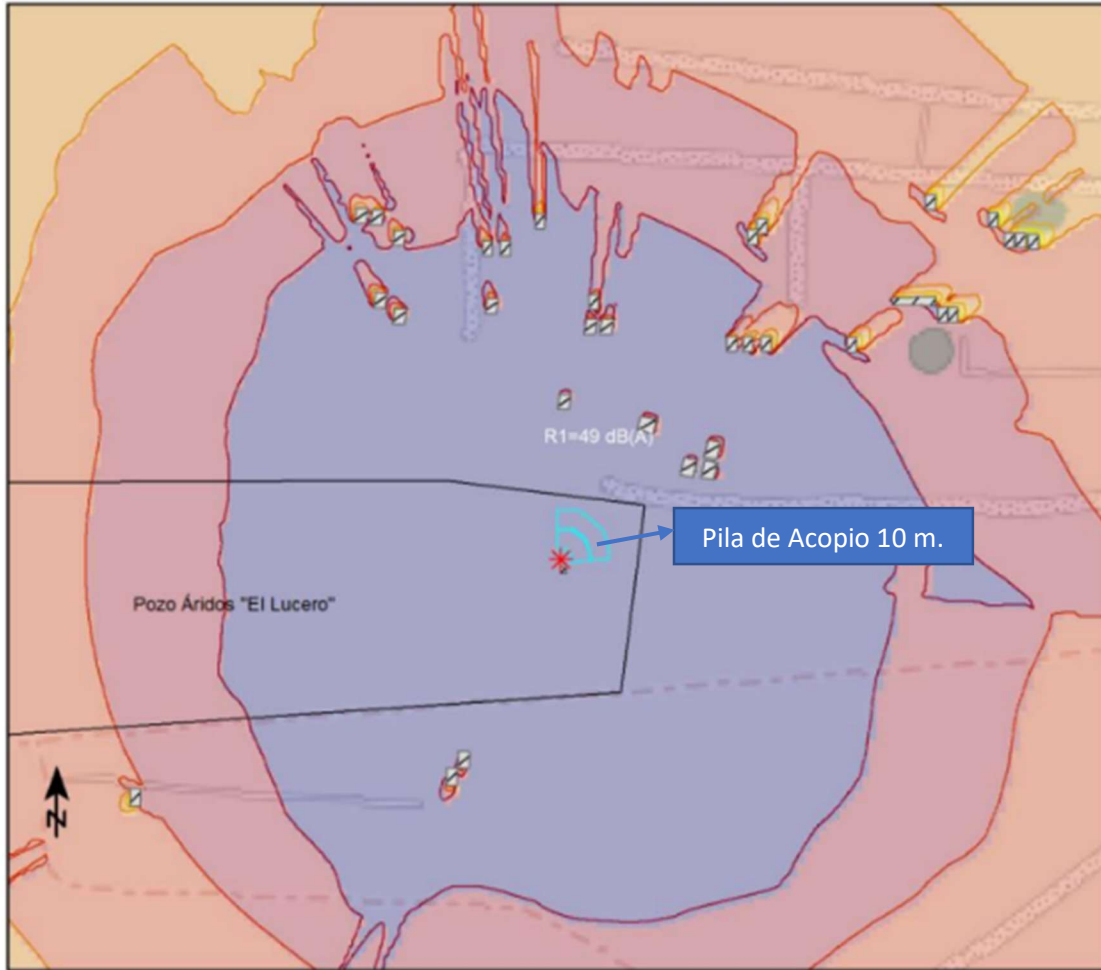 R1=49 dB(A)
Pila de Acopio 10 m.
Pozo Áridos "El Lucero"
N